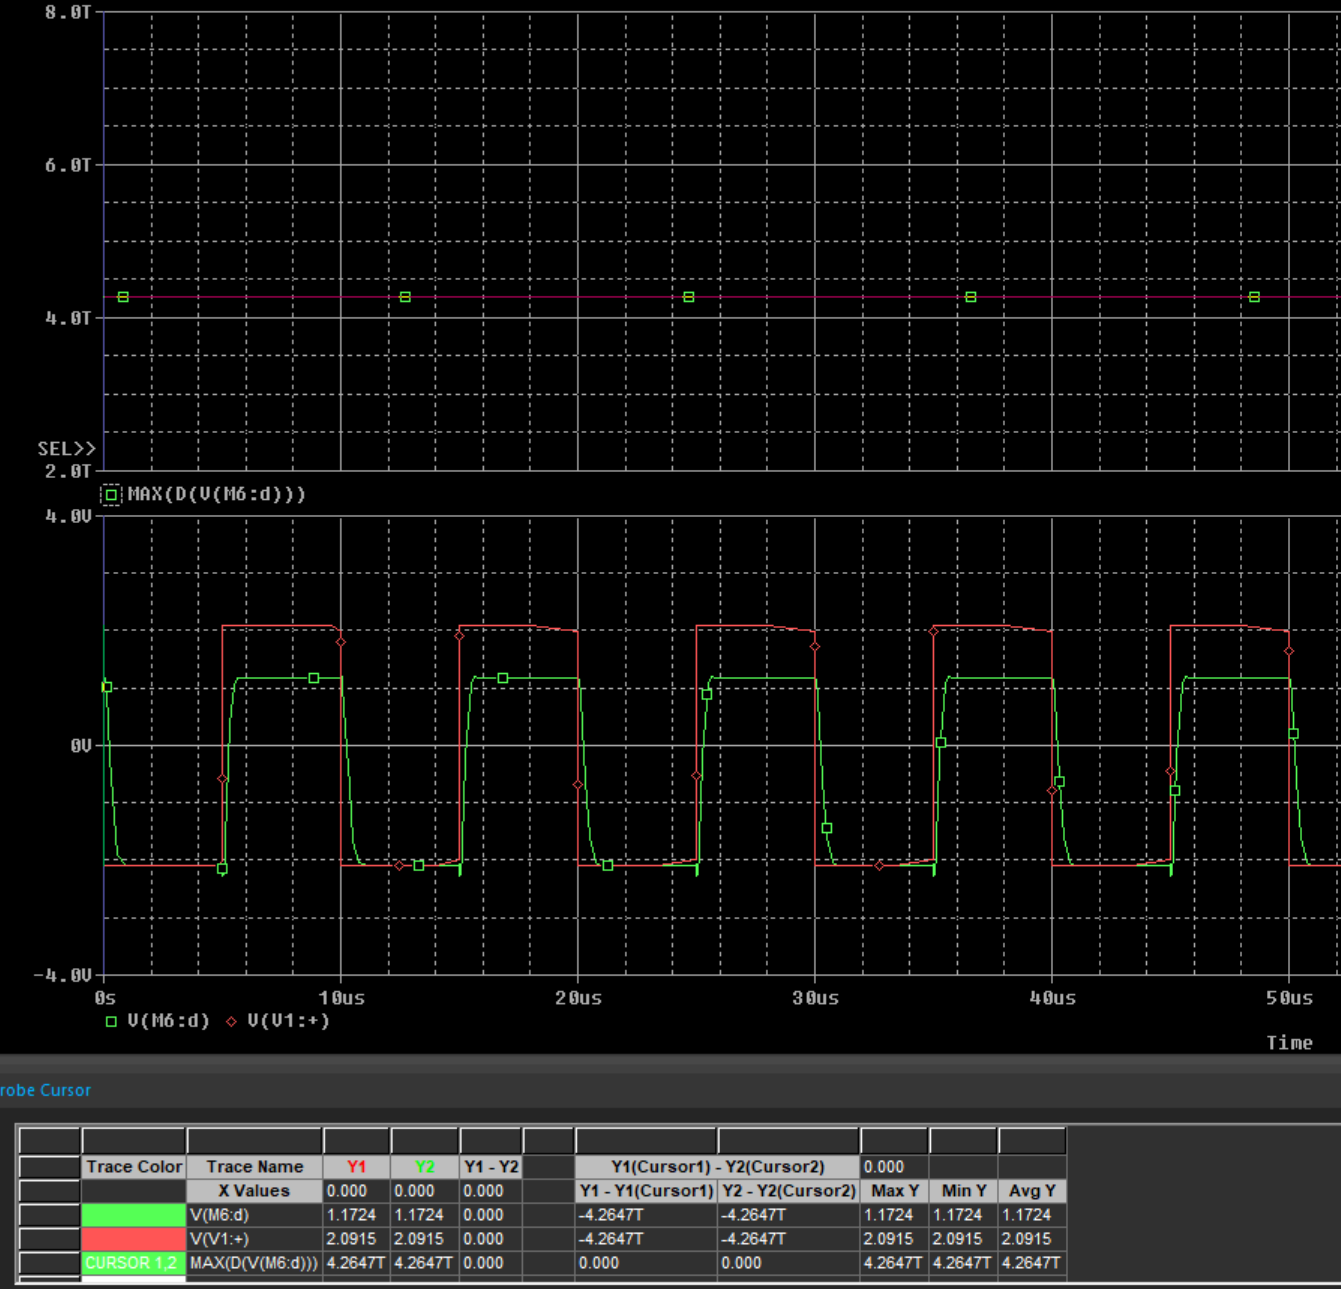 8.0T
6.0T
4.0T
SEL>>
2.0T
MAX(D(V(M6:d)))
4.0V
0V
-4.0V
0s 10us 20us 30us 40us 50us
V(M6:d) V(V1:+)
Time
robe Cursor
Trace Color Trace Name Y1 Y2 Y1 - Y2 Y1(Cursor1) - Y2(Cursor2) 0.000
X Values 0.000 0.000 0.000 Y1 - Y1(Cursor1) Y2 - Y2(Cursor2) Max Y Min Y Avg Y
V(M6:d) 1.1724 1.1724 0.000 -4.2647T -4.2647T 1.1724 1.1724 1.1724
V(V1:+) 2.0915 2.0915 0.000 -4.2647T -4.2647T 2.0915 2.0915 2.0915
CURSOR 1,2 MAX(D(V(M6:d))) 4.2647T 4.2647T 0.000 0.000 0.000 4.2647T 4.2647T 4.2647T